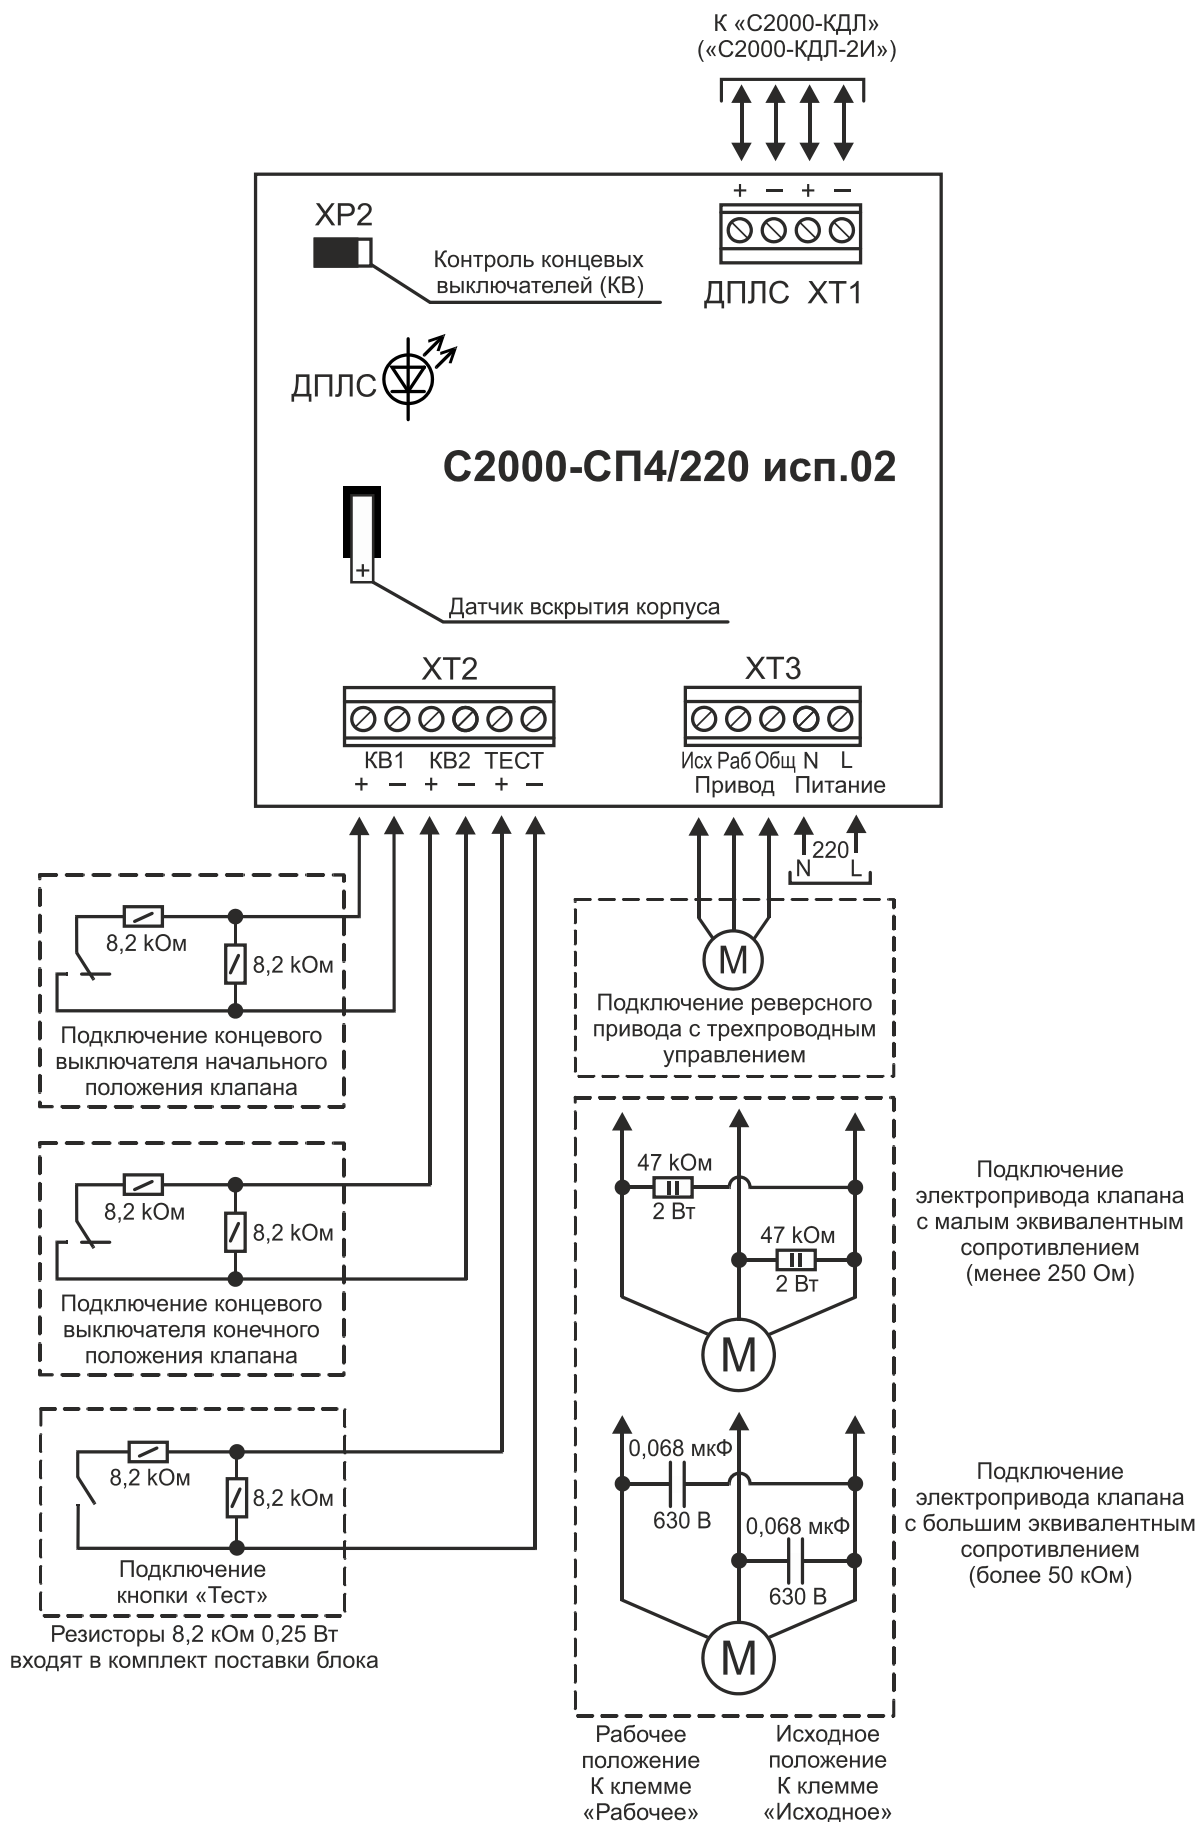 К «С2000-КДЛ»
(«С2000-КДЛ-2И»)
+ – + –
ХР2
Контроль концевых
выключателей (КВ)
ДПЛС ХТ1
ДПЛС
С2000-СП4/220 исп.02
+
Датчик вскрытия корпуса
ХТ2
КВ1 КВ2 ТЕСТ
+ – + – + –
ХТ3
Исх Раб Общ N L
Привод Питание
220
N L
8,2 kОм
8,2 kОм
Подключение концевого
выключателя начального
положения клапана
8,2 kОм
8,2 kОм
Подключение концевого
выключателя конечного
положения клапана
8,2 kОм
8,2 kОм
Подключение
кнопки «Тест»
Резисторы 8,2 кОм 0,25 Вт
входят в комплект поставки блока
М
Подключение реверсного
привода с трехпроводным
управлением
47 kОм
2 Вт
47 kОм
2 Вт
М
Подключение
электропривода клапана
с малым эквивалентным
сопротивлением
(менее 250 Ом)
0,068 мкФ
630 В
0,068 мкФ
630 В
М
Подключение
электропривода клапана
с большим эквивалентным
сопротивлением
(более 50 кОм)
Рабочее
положение
К клемме
«Рабочее»
Исходное
положение
К клемме
«Исходное»